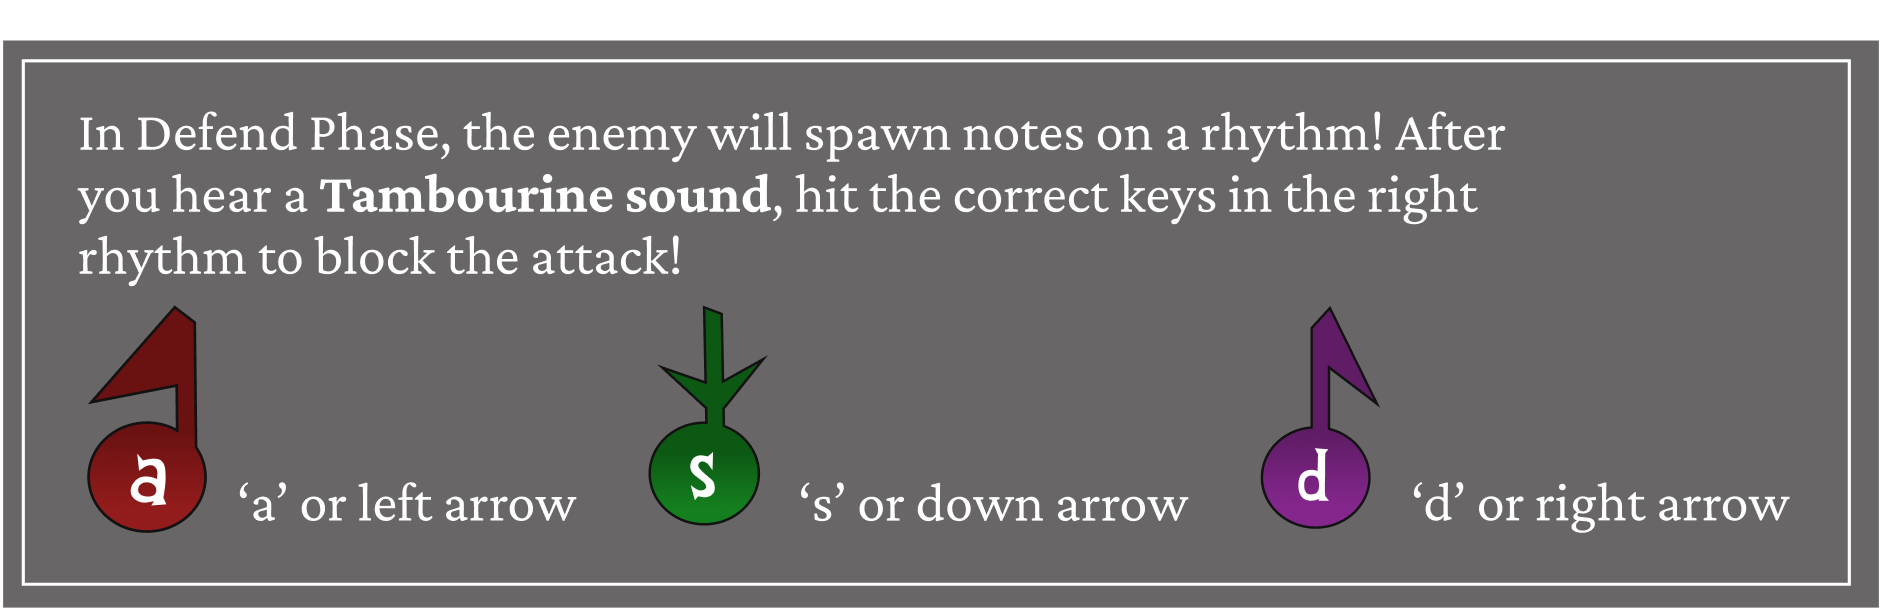 In Defend Phase, the enemy will spawn notes on a rhythm! After
you hear a Tambourine sound, hit the correct keys in the right
rhythm to block the attack!
a ‘a’ or left arrow
s ‘s’ or down arrow
d ‘d’ or right arrow